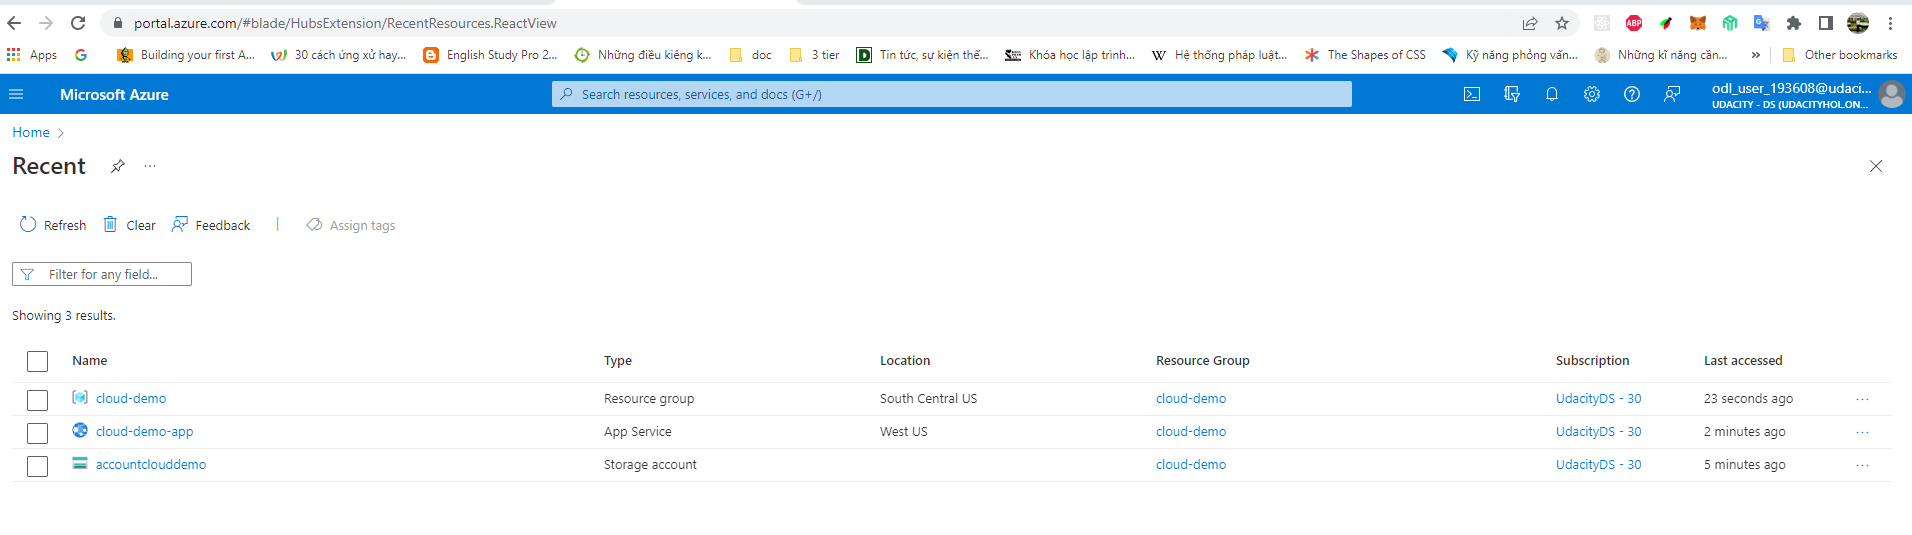 portal.azure.com/#blade/HubsExtension/RecentResources.ReactView
ABP
Apps G Building your first A... 30 cách ứng xử hay... English Study Pro 2... Những điều kiêng k... doc 3 tier Tin tức, sự kiện thế... Khóa học lập trình... W Hệ thống pháp luật... The Shapes of CSS Kỹ năng phỏng vấn... Những kĩ năng cần... » Other bookmarks
Microsoft Azure Search resources, services, and docs (G+/) odl_user_193608@udaci...
UDACITY - DS (UDACITYHOL.ON...
Home >
Recent ...
Refresh Clear Feedback | Assign tags
Filter for any field...
Showing 3 results.
Name Type Location Resource Group Subscription Last accessed
cloud-demo Resource group South Central US cloud-demo UdacityDS - 30 23 seconds ago ...
cloud-demo-app App Service West US cloud-demo UdacityDS - 30 2 minutes ago ...
accountclouddemo Storage account cloud-demo UdacityDS - 30 5 minutes ago ...